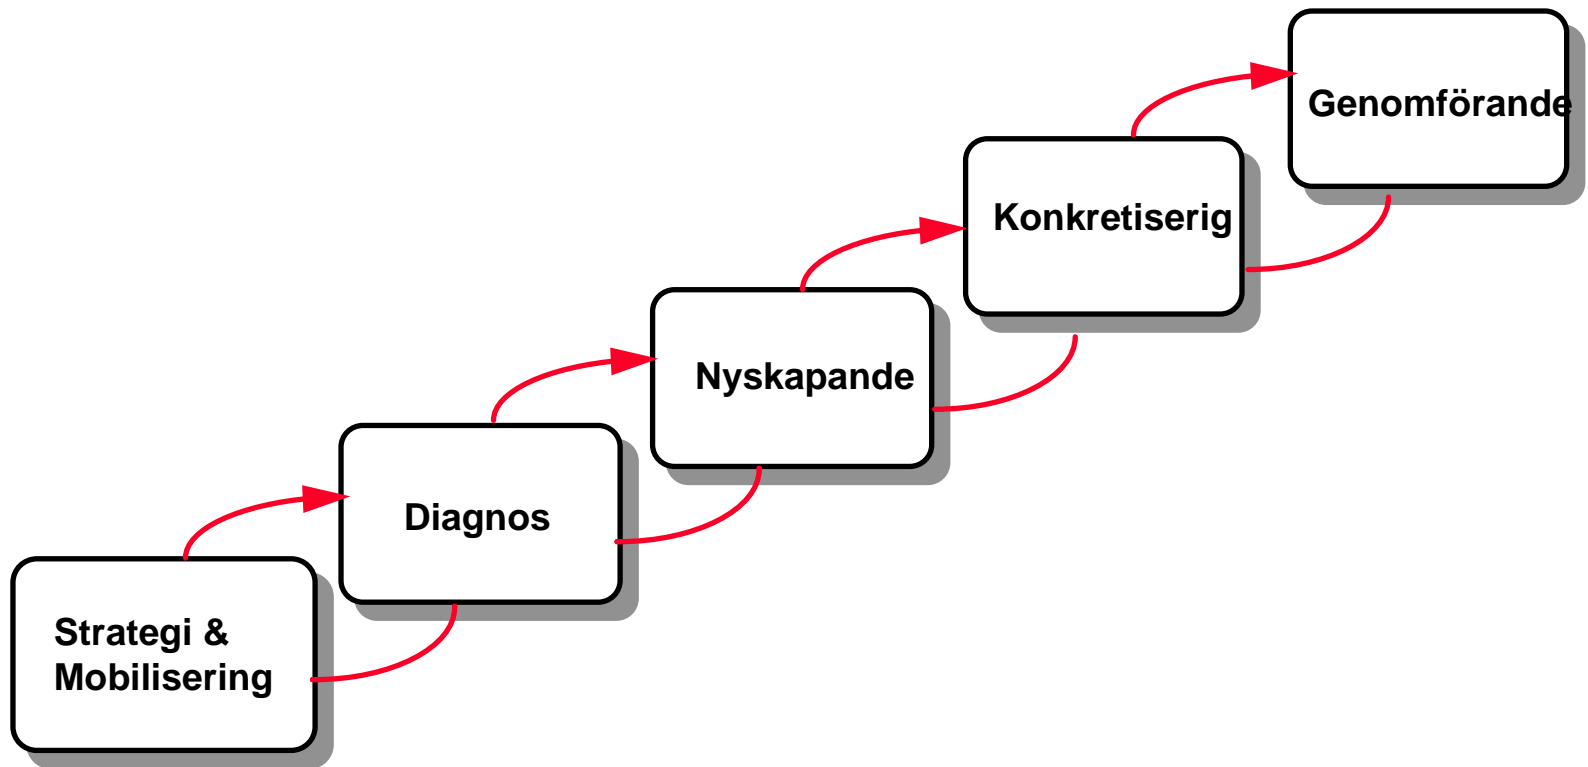 Genomförande
Konkretiserig
Nyskapande
Diagnos
Strategi &
Mobilisering